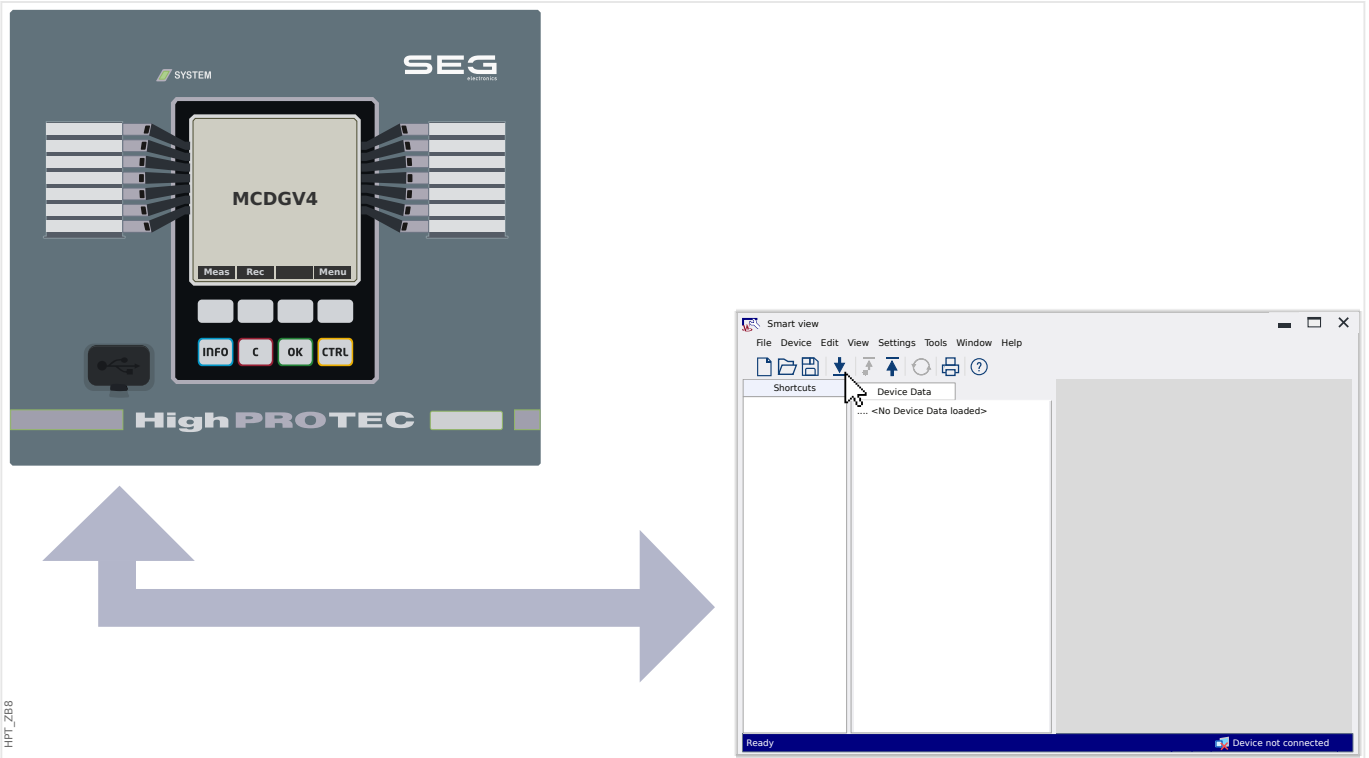 SYSTEM
SEG
electronics
MCDGV4
Meas Rec Menu
INFO C OK CTRL
HighPROTEC
HPT_ZB8
Smart view
File Device Edit View Settings Tools Window Help
?
Shortcuts
Device Data
.... <No Device Data loaded>
Ready
Device not connected